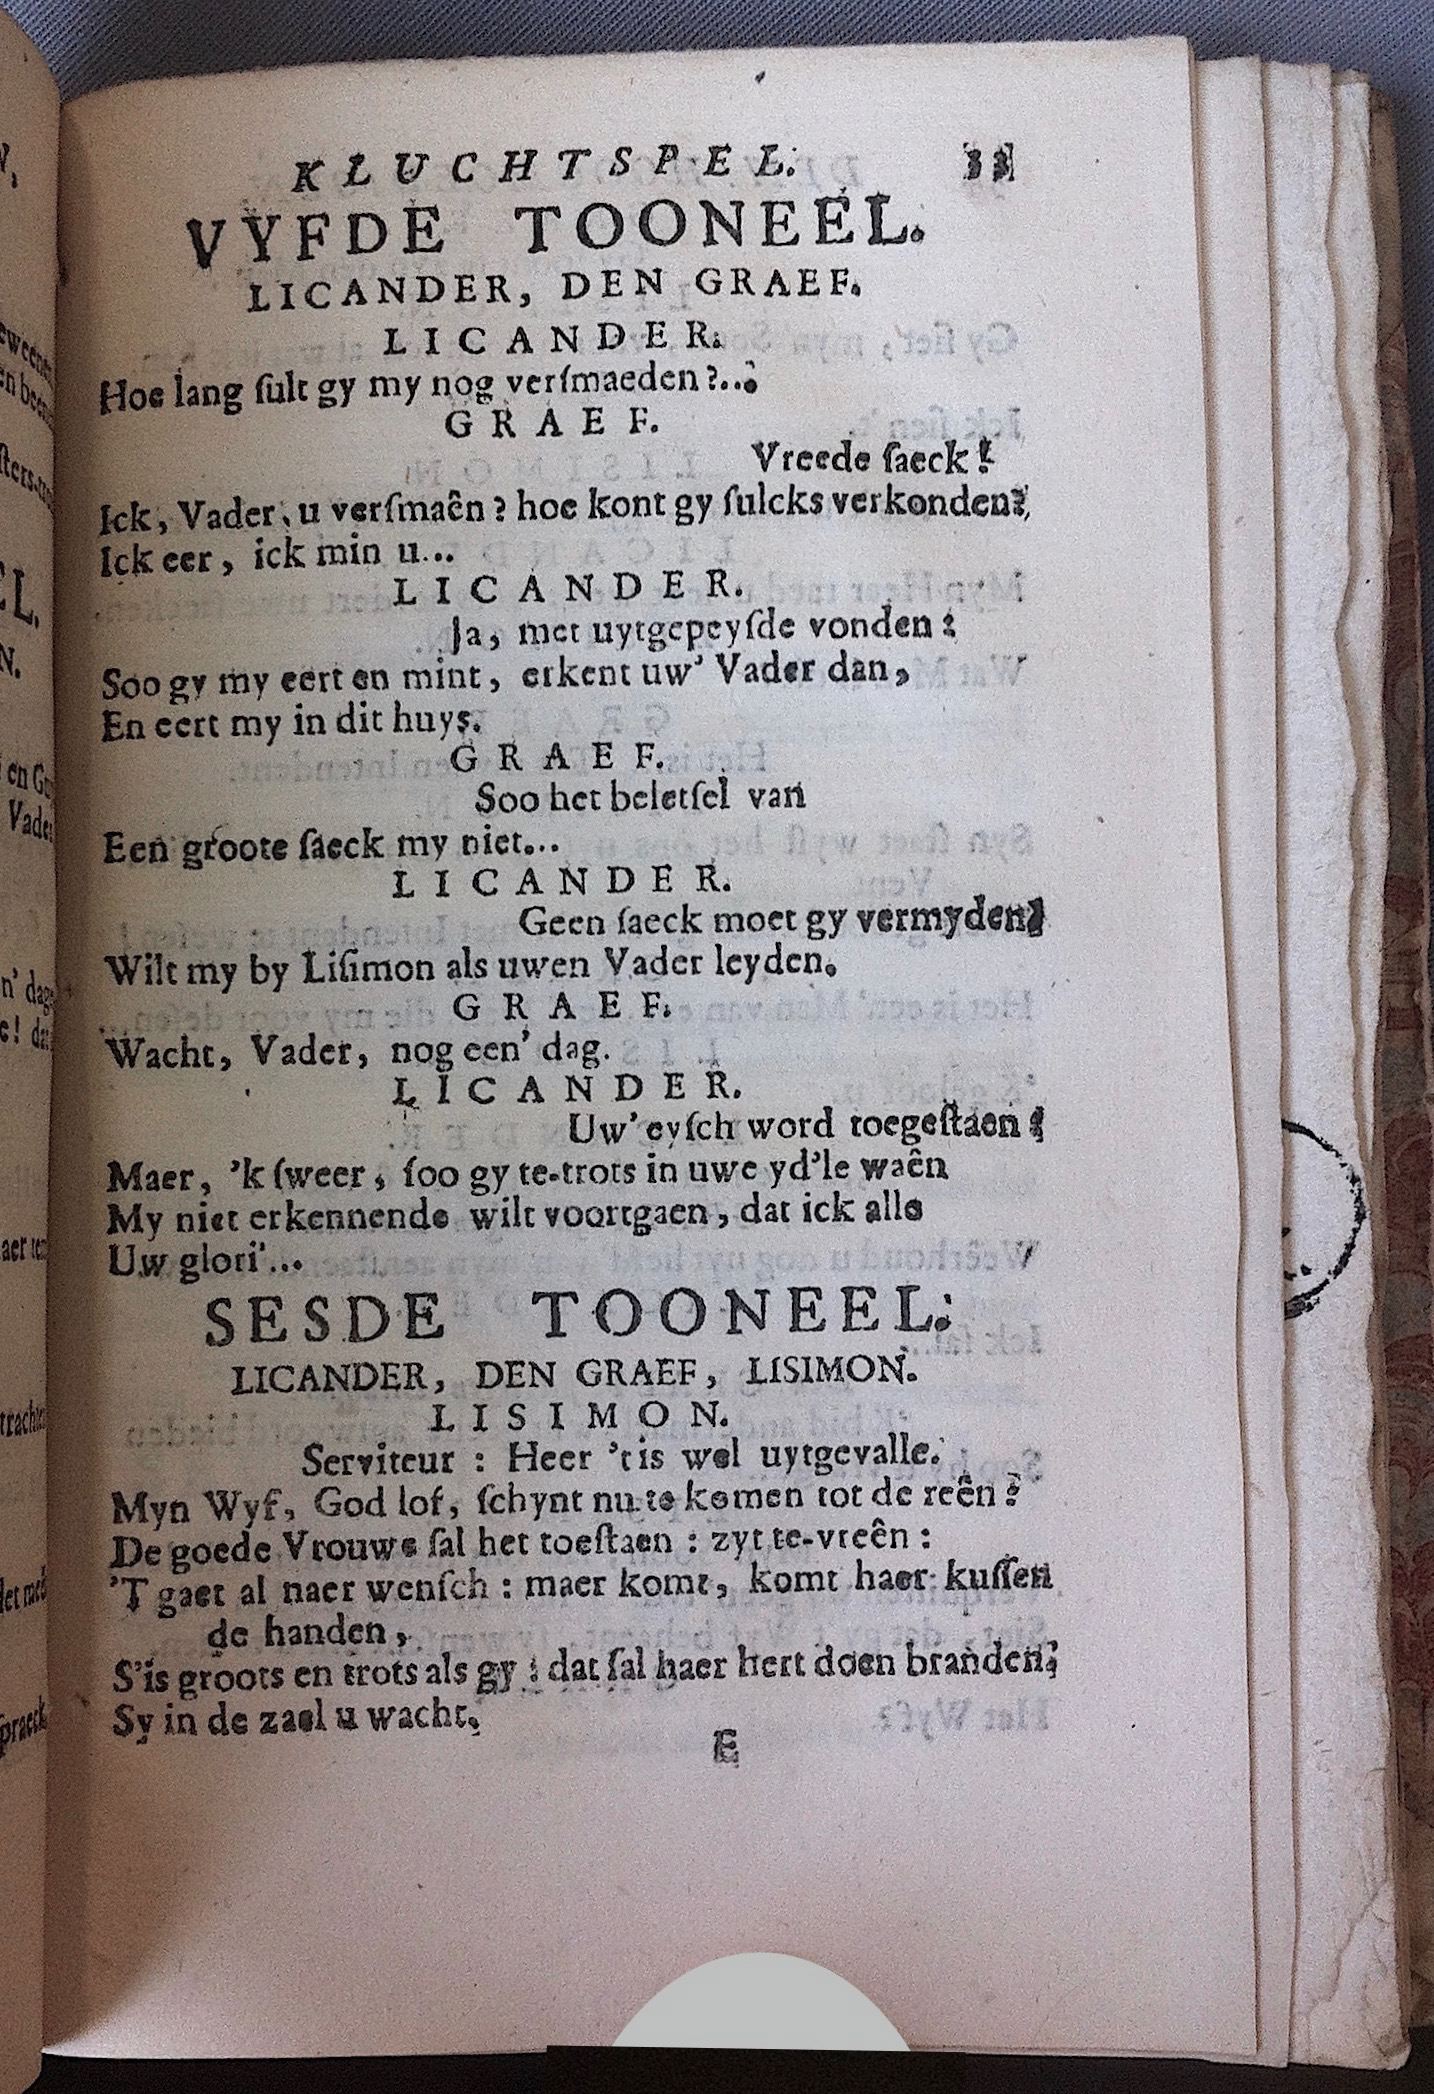 KLUCHTSPEL. 33
VYFDE TOONEEL.
LICANDER, DEN GRAEF.
LICANDER.
Hoe lang ſult gy my nog verſmaeden?...
GRAEF.
Vreede ſaeck!
Ick, Vader, u verſmaên? hoe kont gy ſulcks verkonden?
Ick eer, ick min u...
LICANDER.
Ja, met uytgepeyſde vonden:
Soo gy my eert en mint, erkent uw' Vader dan,
En eert my in dit huys.
GRAEF.
Soo het beletſel van
Een groote ſaeck my niet...
LICANDER.
Geen ſaeck moet gy vermyden,
Wilt my by Liſimon als uwen Vader leyden.
GRAEF.
Wacht, Vader, nog een' dag.
LICANDER.
Uw' eyſch word toegeſtaen:
Maer, 'k ſweer, ſoo gy te-trots in uwe yd'le waên
My niet erkennende wilt voortgaen, dat ick alle
Uw glori'...
SESDE TOONEEL.
LICANDER, DEN GRAEF, LISIMON.
LISIMON.
Serviteur: Heer 't is wel uytgevalle.
Myn Wyf, God lof, ſchynt nu te komen tot de reên:
De goede Vrouwe ſal het toeſtaen: zyt te-vreên:
'T gaet al naer wenſch: maer komt, komt haer kuſſen
de handen,
S'is groots en trots als gy: dat ſal haer hert doen branden;
Sy in de zael u wacht.
E